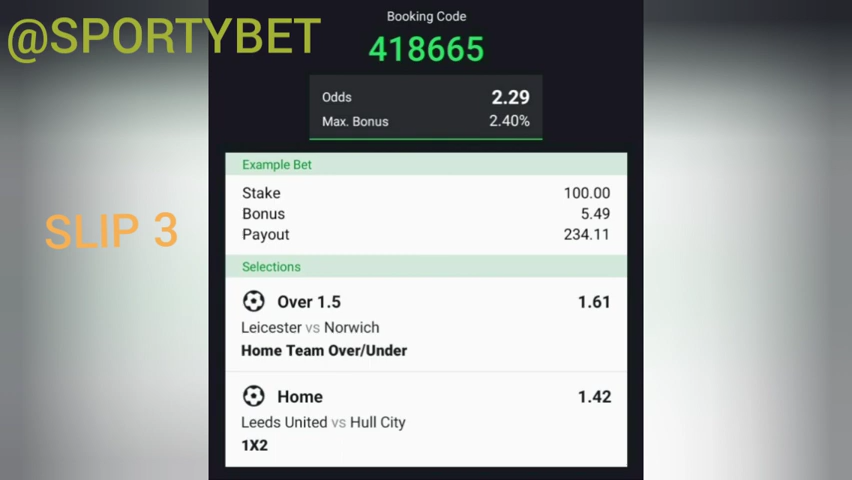 @SPORTYBET
Booking Code
418665
Odds 2.29
Max. Bonus 2.40%
Example Bet
Stake 100.00
Bonus 5.49
Payout 234.11
SLIP 3
Selections
Over 1.5 1.61
Leicester vs Norwich
Home Team Over/Under
Home 1.42
Leeds United vs Hull City
1X2